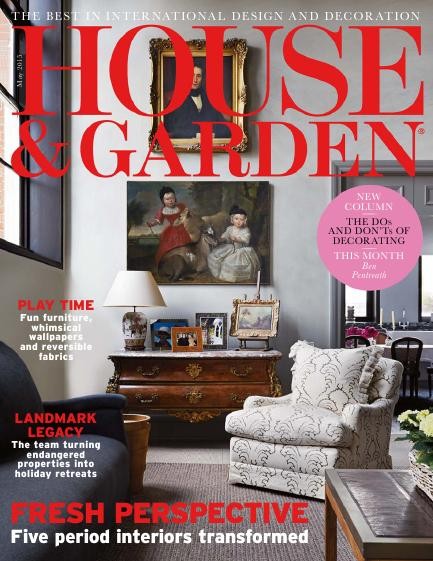 THE BEST IN INTERNATIONAL DESIGN AND DECORATION
May 2015
HOUSE
& GARDEN®
NEW
COLUMN
THE DOs
AND DON'Ts OF
DECORATING
THIS MONTH
Ben
Pentreath
PLAY TIME
Fun furniture,
whimsical
wallpapers
and reversible
fabrics
LANDMARK
LEGACY
The team turning
endangered
properties into
holiday retreats
FRESH PERSPECTIVE
Five period interiors transformed